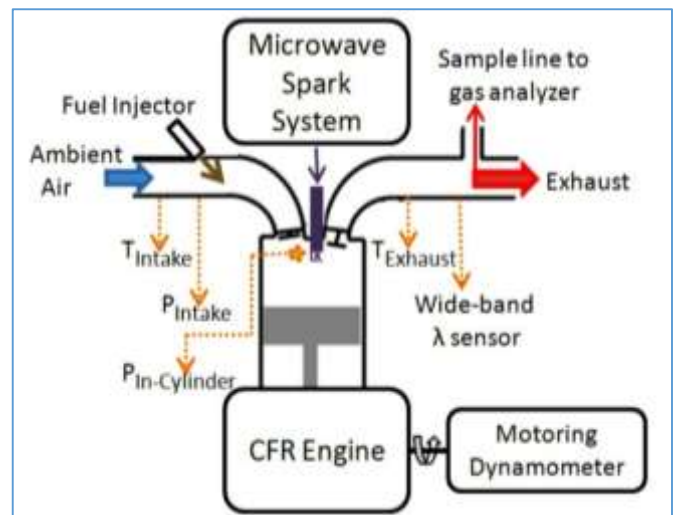 Microwave
Spark
System
Sample line to
gas analyzer
Fuel Injector
Ambient
Air
Exhaust
TIntake
TExhaust
PIntake
Wide-band
λ sensor
PIn-Cylinder
CFR Engine
Motoring
Dynamometer